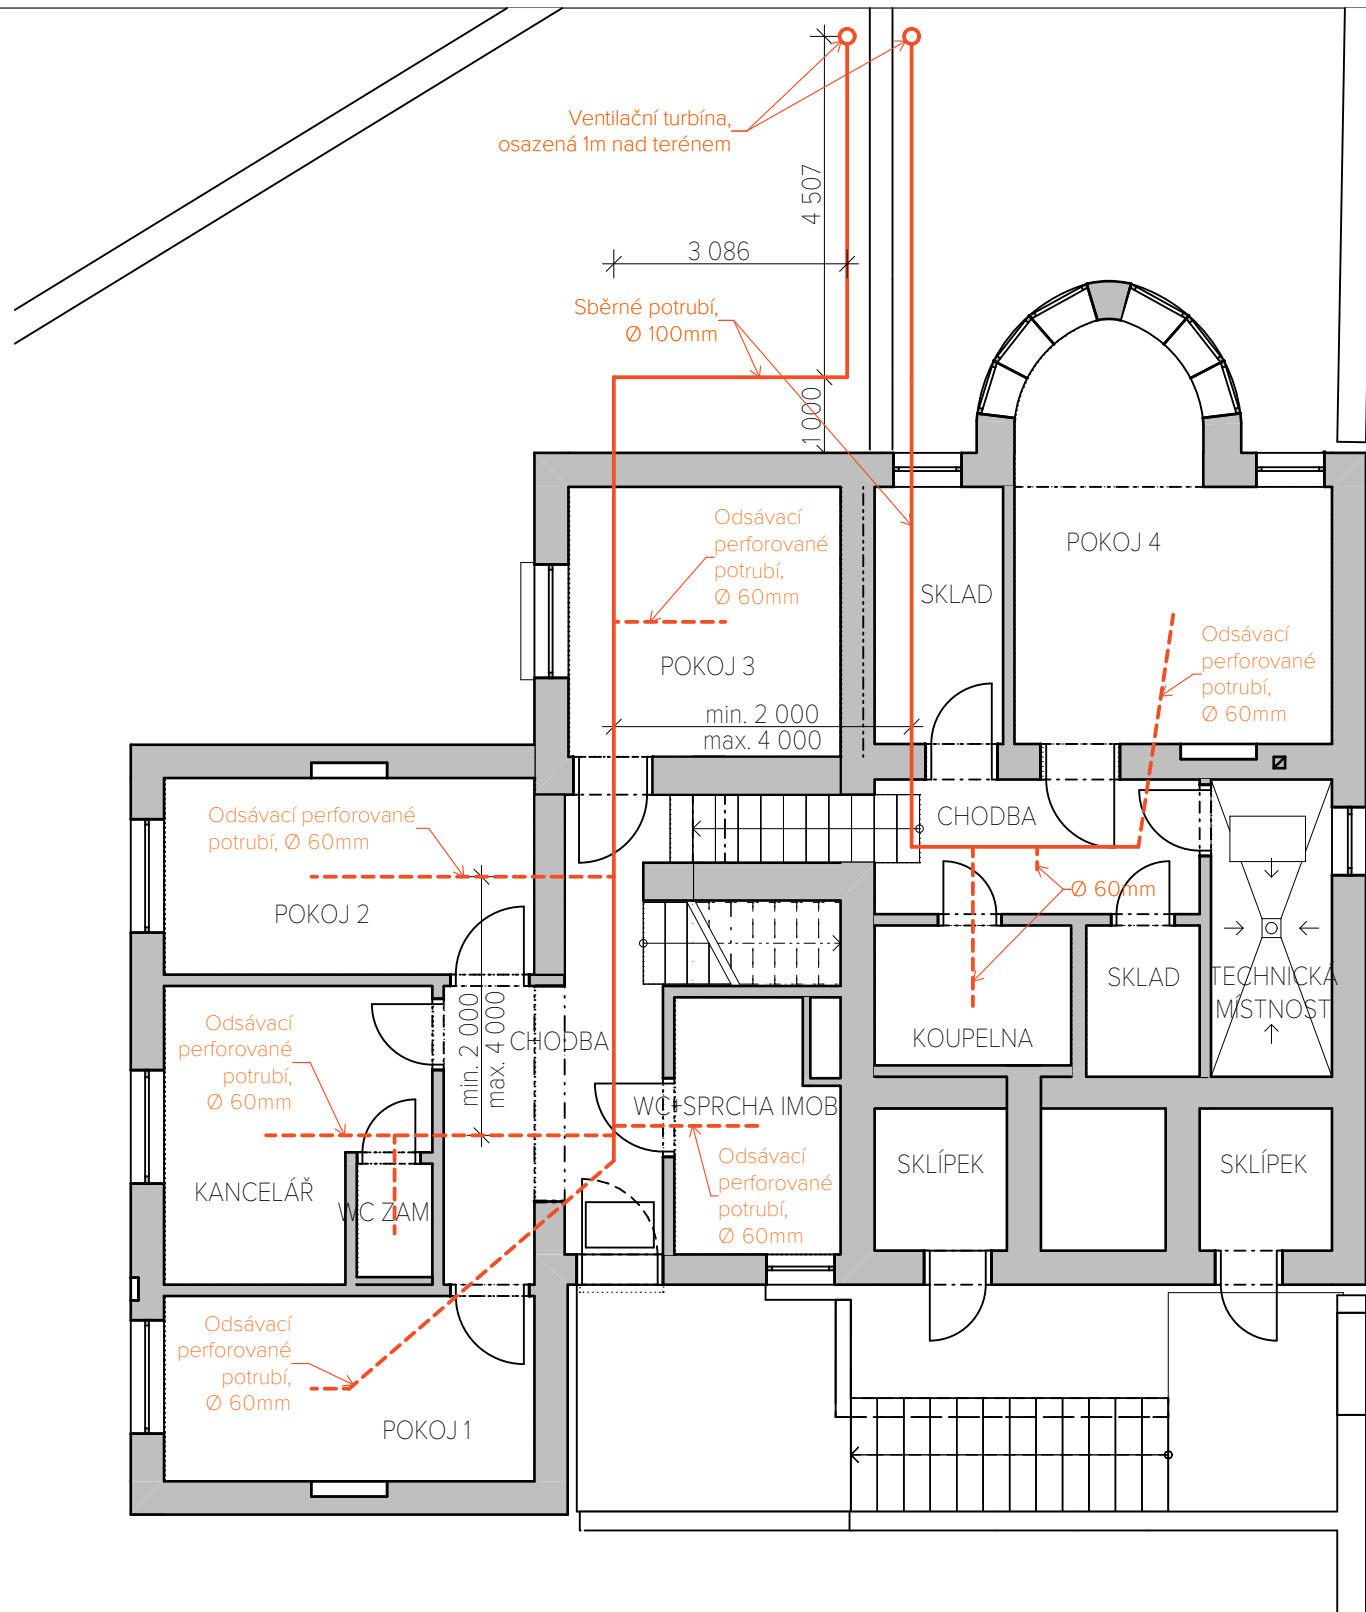 Ventilační turbína,
osazená 1m nad terénem
4 507
3 086
Sběrné potrubí,
Ø 100mm
1 000
Odsávací
perforované
potrubí,
Ø 60mm
POKOJ 3
min. 2 000
max. 4 000
SKLAD
POKOJ 4
Odsávací
perforované
potrubí,
Ø 60mm
CHODBA
Ø 60mm
Odsávací perforované
potrubí, Ø 60mm
POKOJ 2
min. 2 000
max. 4 000
CHODBA
Odsávací
perforované
potrubí,
Ø 60mm
KANCELÁŘ
WC ZAM
WC+SPRCHA IMOB
Odsávací
perforované
potrubí,
Ø 60mm
KOUPELNA
SKLAD
TECHNICKÁ
MÍSTNOST
SKLÍPEK
SKLÍPEK
Odsávací
perforované
potrubí,
Ø 60mm
POKOJ 1